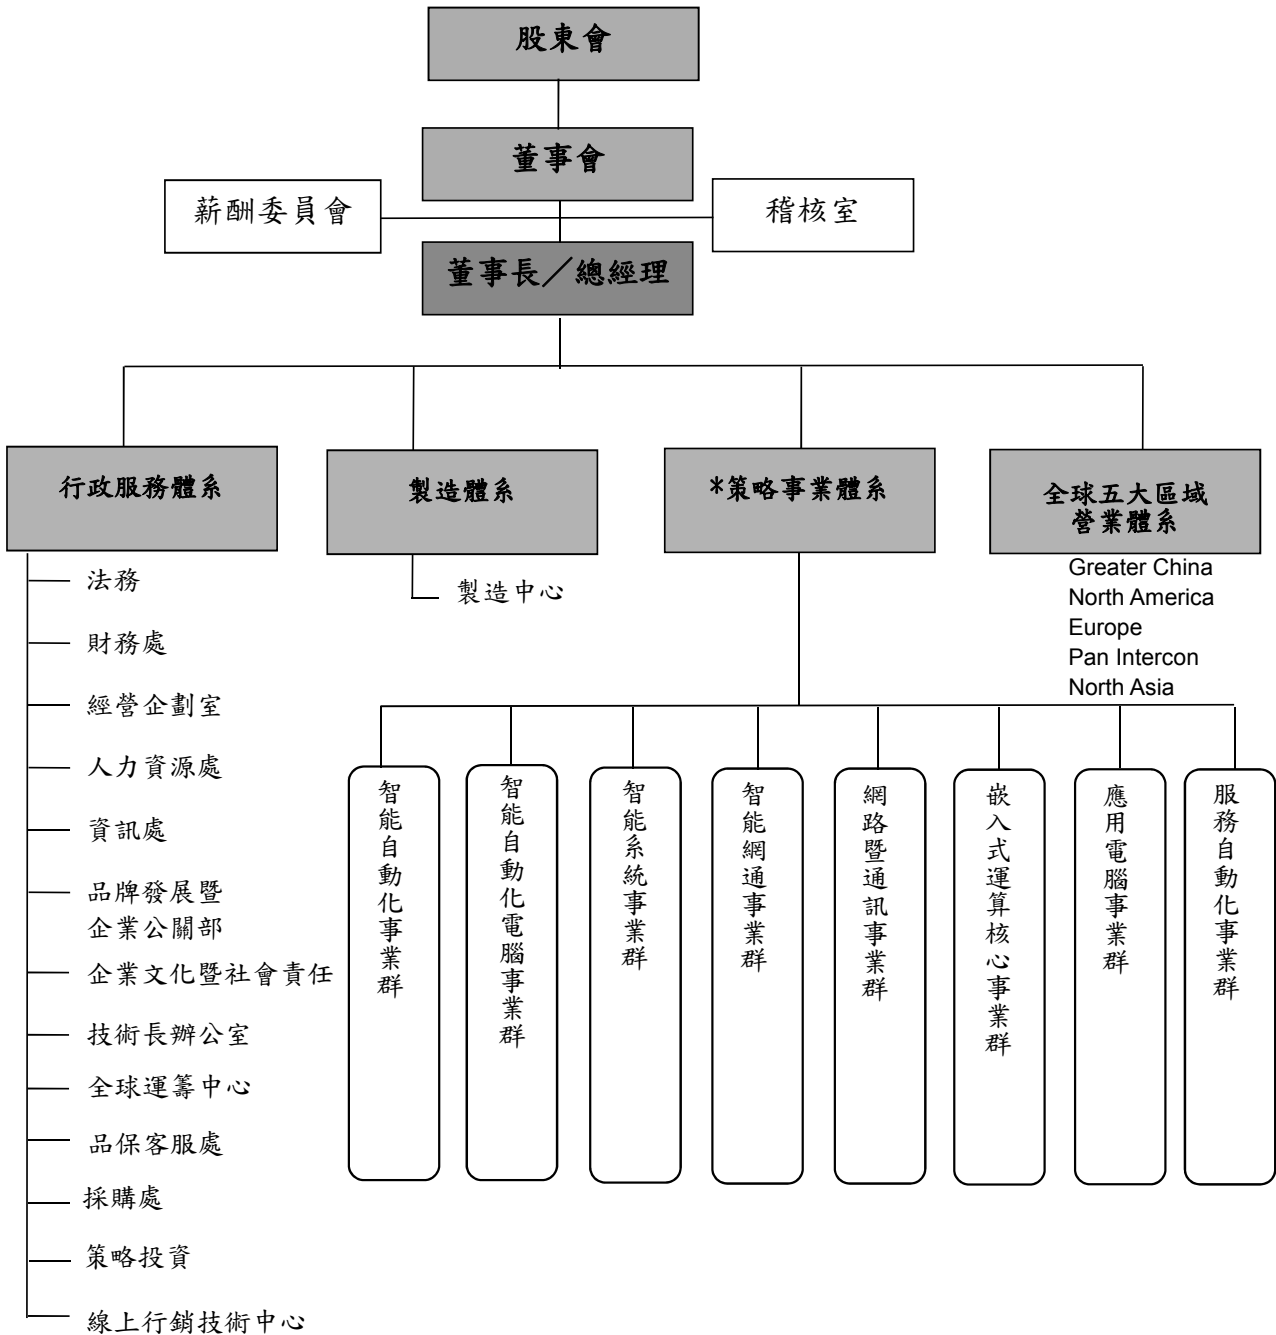 股東會
董事會
薪酬委員會
稽核室
董事長／總經理
行政服務體系
製造體系
*策略事業體系
全球五大區域
營業體系
Greater China
North America
Europe
Pan Intercon
North Asia
法務
財務處
經營企劃室
人力資源處
資訊處
品牌發展暨
企業公關部
企業文化暨社會責任
技術長辦公室
全球運籌中心
品保客服處
採購處
策略投資
線上行銷技術中心
製造中心
智能自動化事業群
智能自動化電腦事業群
智能系統事業群
智能網通事業群
網路暨通訊事業群
嵌入式運算核心事業群
應用電腦事業群
服務自動化事業群